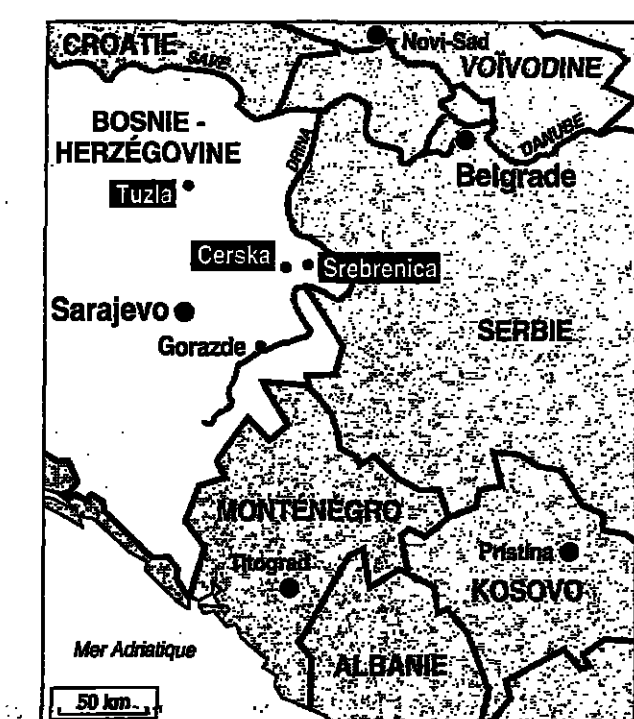 CROATIE
SAVE
Novi-Sad
VOÏVODINE
BOSNIE -
HERZÉGOVINE
DRINA
DANUBE
Belgrade
Tuzla
Cerska
Srebrenica
Sarajevo
Gorazde
SERBIE
MONTENEGRO
Titograd
Pristina
KOSOVO
Mer Adriatique
ALBANIE
50 km